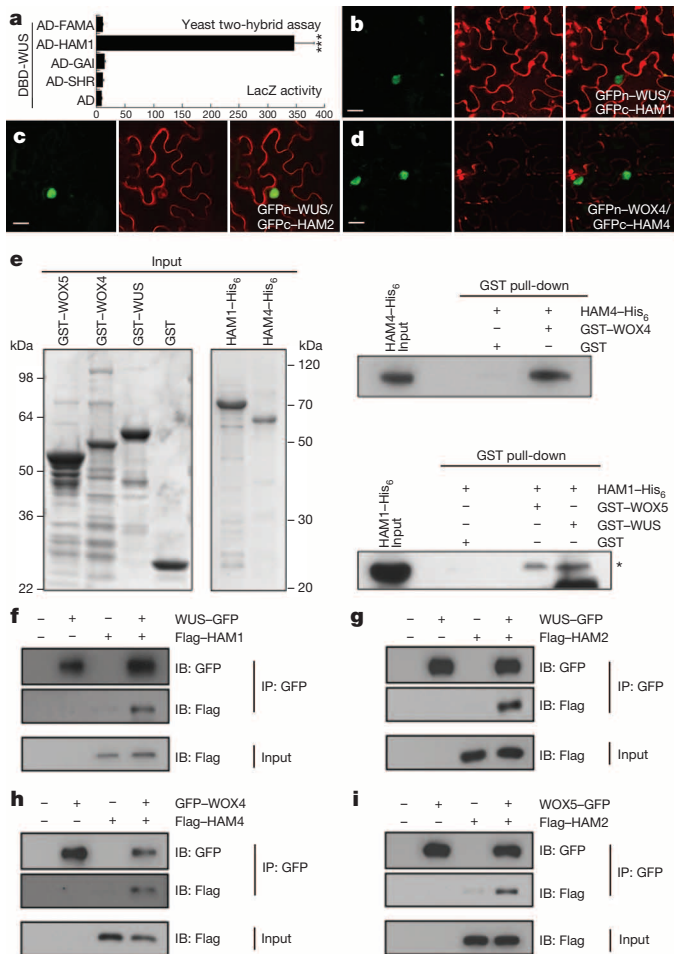 a
Yeast two-hybrid assay
DBD-WUS
AD-FAMA
AD-HAM1
AD-GAI
AD-SHR
AD
***
LacZ activity
0 50 100 150 200 250 300 350 400
b
GFPn–WUS/
GFPc–HAM1
c
GFPn–WUS/
GFPc–HAM2
d
GFPn–WOX4/
GFPc–HAM4
e
Input
GST–WOX5
GST–WOX4
GST–WUS
GST
HAM1–His6
HAM4–His6
kDa
98
64
50
36
22
kDa
120
70
50
30
20
HAM4–His6
Input
GST pull-down
+ + HAM4–His6
– + GST–WOX4
+ – GST
HAM1–His6
Input
GST pull-down
+ + + HAM1–His6
– + – GST–WOX5
– – + GST–WUS
+ – – GST
*
f
– + – + WUS–GFP
– – + + Flag–HAM1
IB: GFP
IB: Flag
IP: GFP
IB: Flag
Input
g
– + – + WUS–GFP
– – + + Flag–HAM2
IB: GFP
IB: Flag
IP: GFP
IB: Flag
Input
h
– + – + GFP–WOX4
– – + + Flag–HAM4
IB: GFP
IB: Flag
IP: GFP
IB: Flag
Input
i
– + – + WOX5–GFP
– – + + Flag–HAM2
IB: GFP
IB: Flag
IP: GFP
IB: Flag
Input